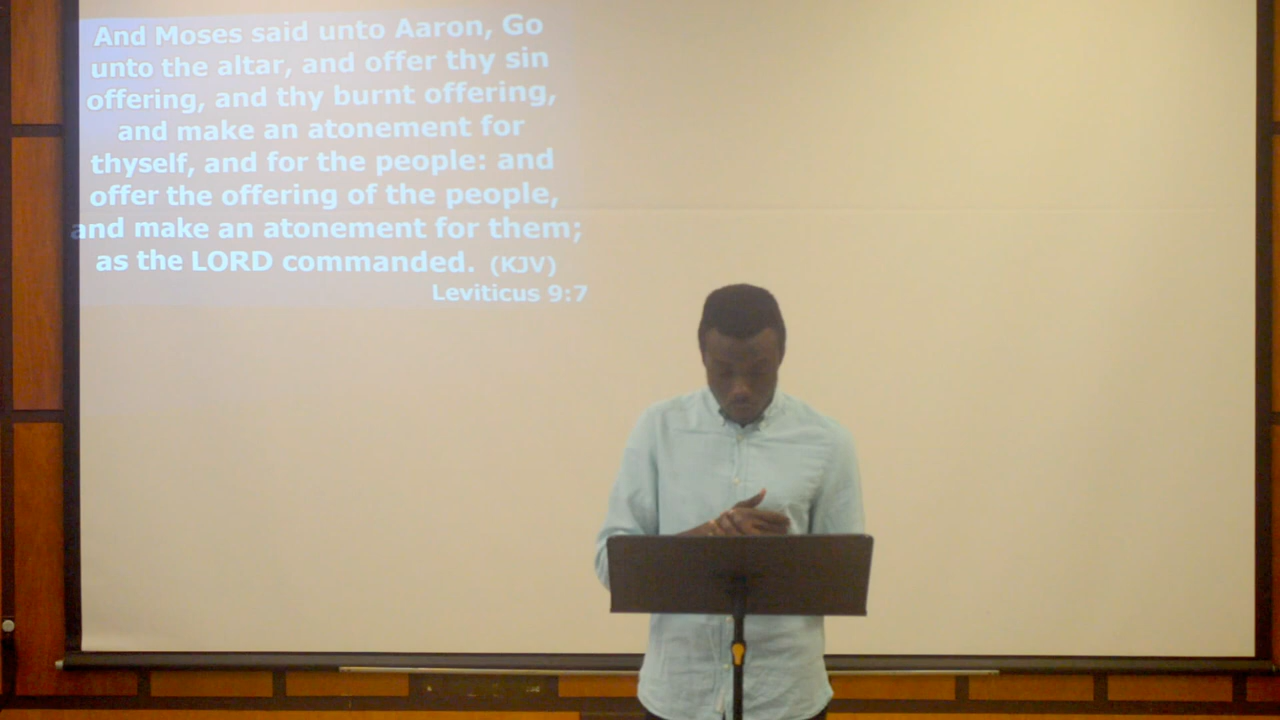 And Moses said unto Aaron, Go
unto the altar, and offer thy sin
offering, and thy burnt offering,
and make an atonement for
thyself, and for the people: and
offer the offering of the people,
and make an atonement for them;
as the LORD commanded. (KJV)
Leviticus 9:7